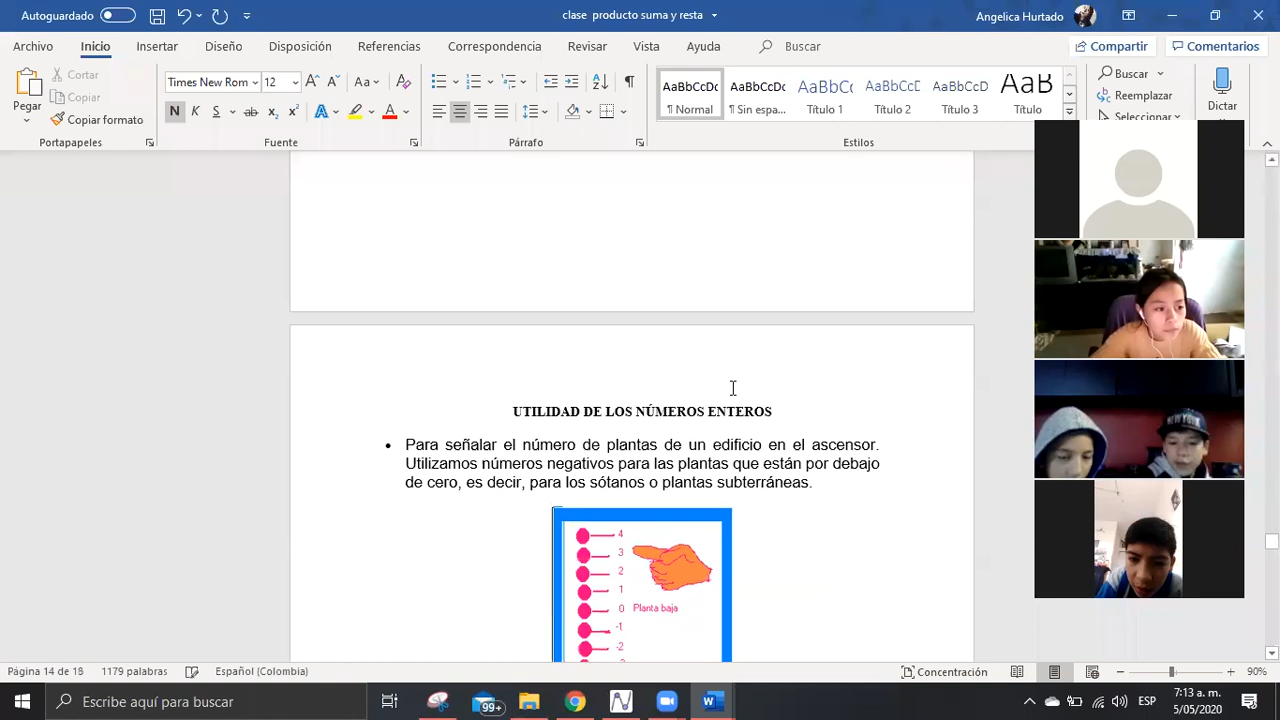 Autoguardado
clase producto suma y resta
Angelica Hurtado
Archivo Inicio Insertar Diseño Disposición Referencias Correspondencia Revisar Vista Ayuda Buscar
Compartir Comentarios
Pegar
Cortar
Copiar
Copiar formato
Portapapeles
Times New Rom 12
N K S ab x₂ x²
Fuente
Párrafo
AaBbCcDc AaBbCcDc AaBbCc AaBbCcD AaBbCcD AaB
¶ Normal ¶ Sin espa... Título 1 Título 2 Título 3 Título
Estilos
Buscar
Reemplazar
Seleccionar
Dictar
UTILIDAD DE LOS NÚMEROS ENTEROS
• Para señalar el número de plantas de un edificio en el ascensor.
Utilizamos números negativos para las plantas que están por debajo
de cero, es decir, para los sótanos o plantas subterráneas.
4
3
2
1
0 Planta baja
-1
-2
Página 14 de 18 1179 palabras Español (Colombia)
Concentración
90%
Escribe aquí para buscar
99+
ESP
7:13 a. m.
5/05/2020